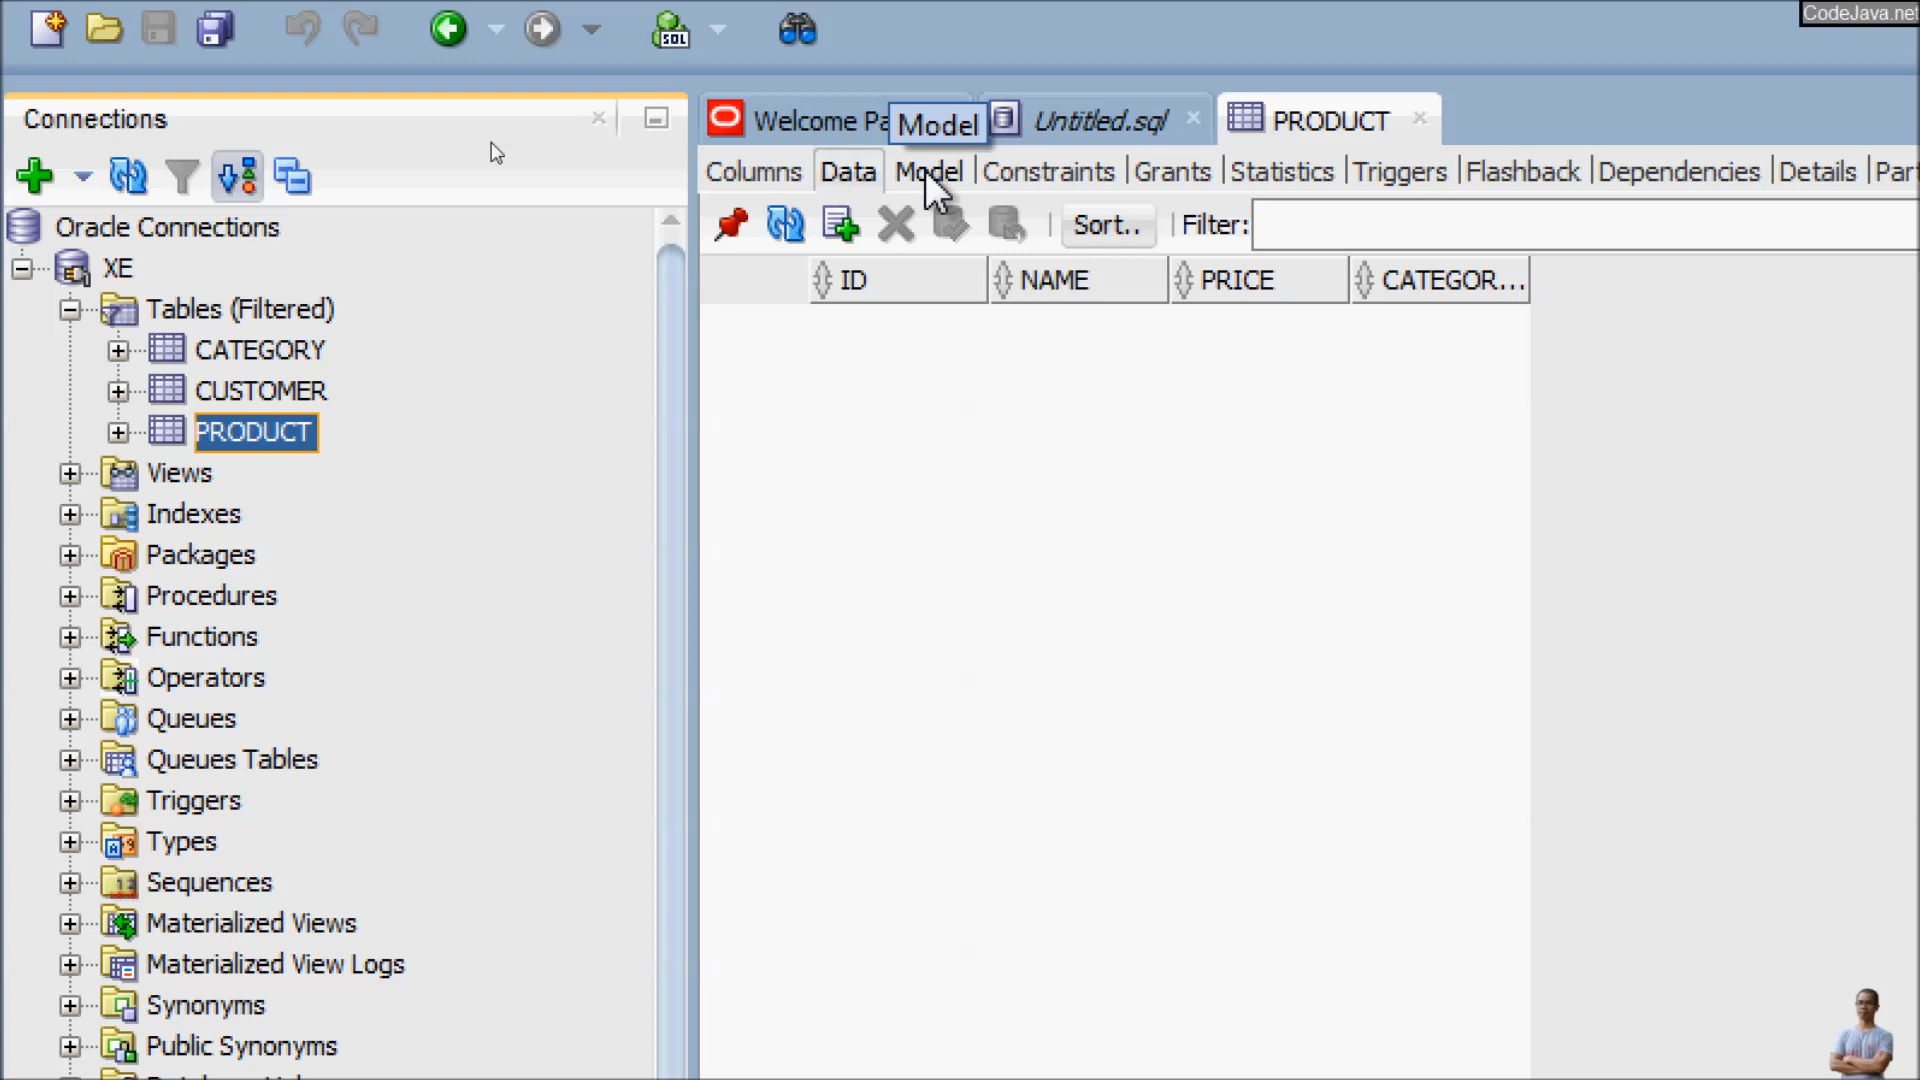 CodeJava.net
SQL
Connections
Welcome Pa
Model
Untitled.sql
PRODUCT
Columns
Data
Model
Constraints
Grants
Statistics
Triggers
Flashback
Dependencies
Details
Part
Sort..
Filter:
ID
NAME
PRICE
CATEGOR...
Oracle Connections
XE
Tables (Filtered)
CATEGORY
CUSTOMER
PRODUCT
Views
Indexes
Packages
Procedures
Functions
Operators
Queues
Queues Tables
Triggers
Types
Sequences
Materialized Views
Materialized View Logs
Synonyms
Public Synonyms